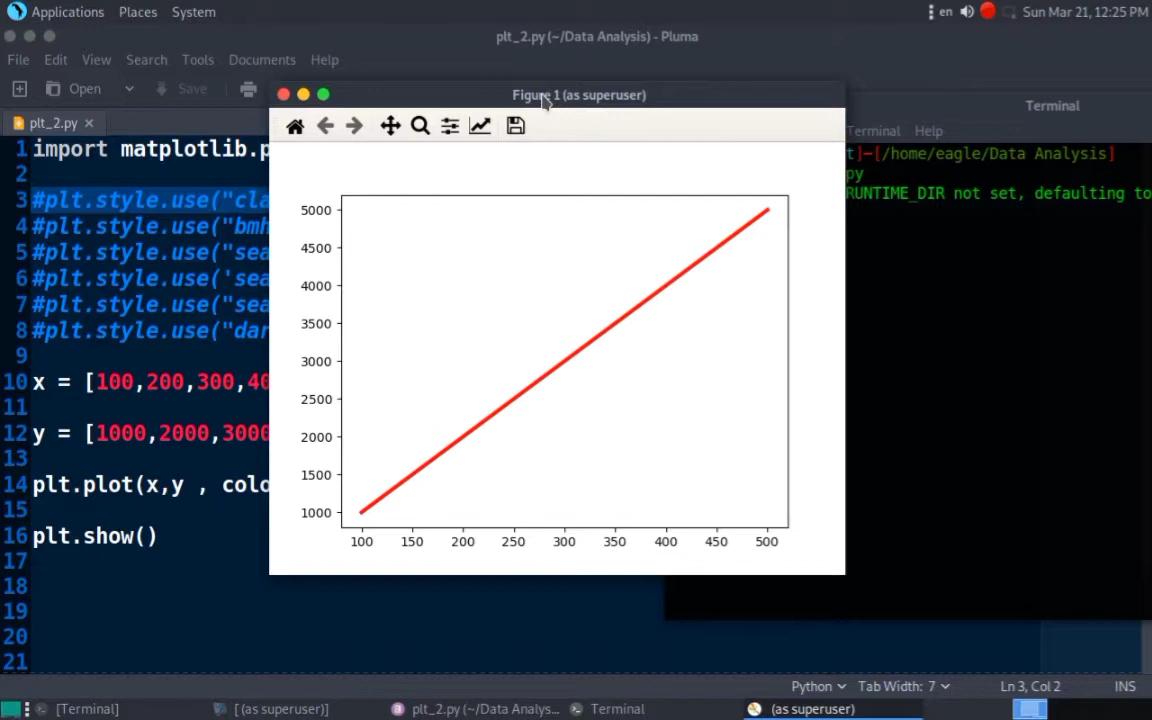 Applications Places System en Sun Mar 21, 12:25 PM
plt_2.py (~/Data Analysis) - Pluma
File Edit View Search Tools Documents Help
Open Save
plt_2.py
Figure 1 (as superuser)
Terminal
Terminal Help
1 import matplotlib.p
2
3 #plt.style.use("cla
4 #plt.style.use("bmh
5 #plt.style.use("sea
6 #plt.style.use('sea
7 #plt.style.use("sea
8 #plt.style.use("dar
9
10 x = [100,200,300,40
11
12 y = [1000,2000,3000
13
14 plt.plot(x,y , colo
15
16 plt.show()
17
18
19
20
21
5000
4500
4000
3500
3000
2500
2000
1500
1000
100 150 200 250 300 350 400 450 500
t]-[/home/eagle/Data Analysis]
py
RUNTIME_DIR not set, defaulting to
Python Tab Width: 7 Ln 3, Col 2 INS
[Terminal] [ (as superuser)] plt_2.py (~/Data Analys... Terminal (as superuser)